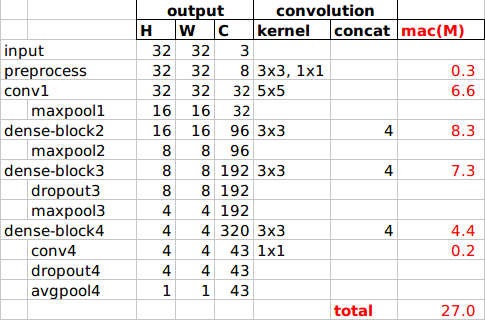 output convolution
H W C kernel concat mac(M)
input 32 32 3
preprocess 32 32 8 3x3, 1x1 0.3
conv1 32 32 32 5x5 6.6
maxpool1 16 16 32
dense-block2 16 16 96 3x3 4 8.3
maxpool2 8 8 96
dense-block3 8 8 192 3x3 4 7.3
dropout3 8 8 192
maxpool3 4 4 192
dense-block4 4 4 320 3x3 4 4.4
conv4 4 4 43 1x1 0.2
dropout4 4 4 43
avgpool4 1 1 43
total 27.0